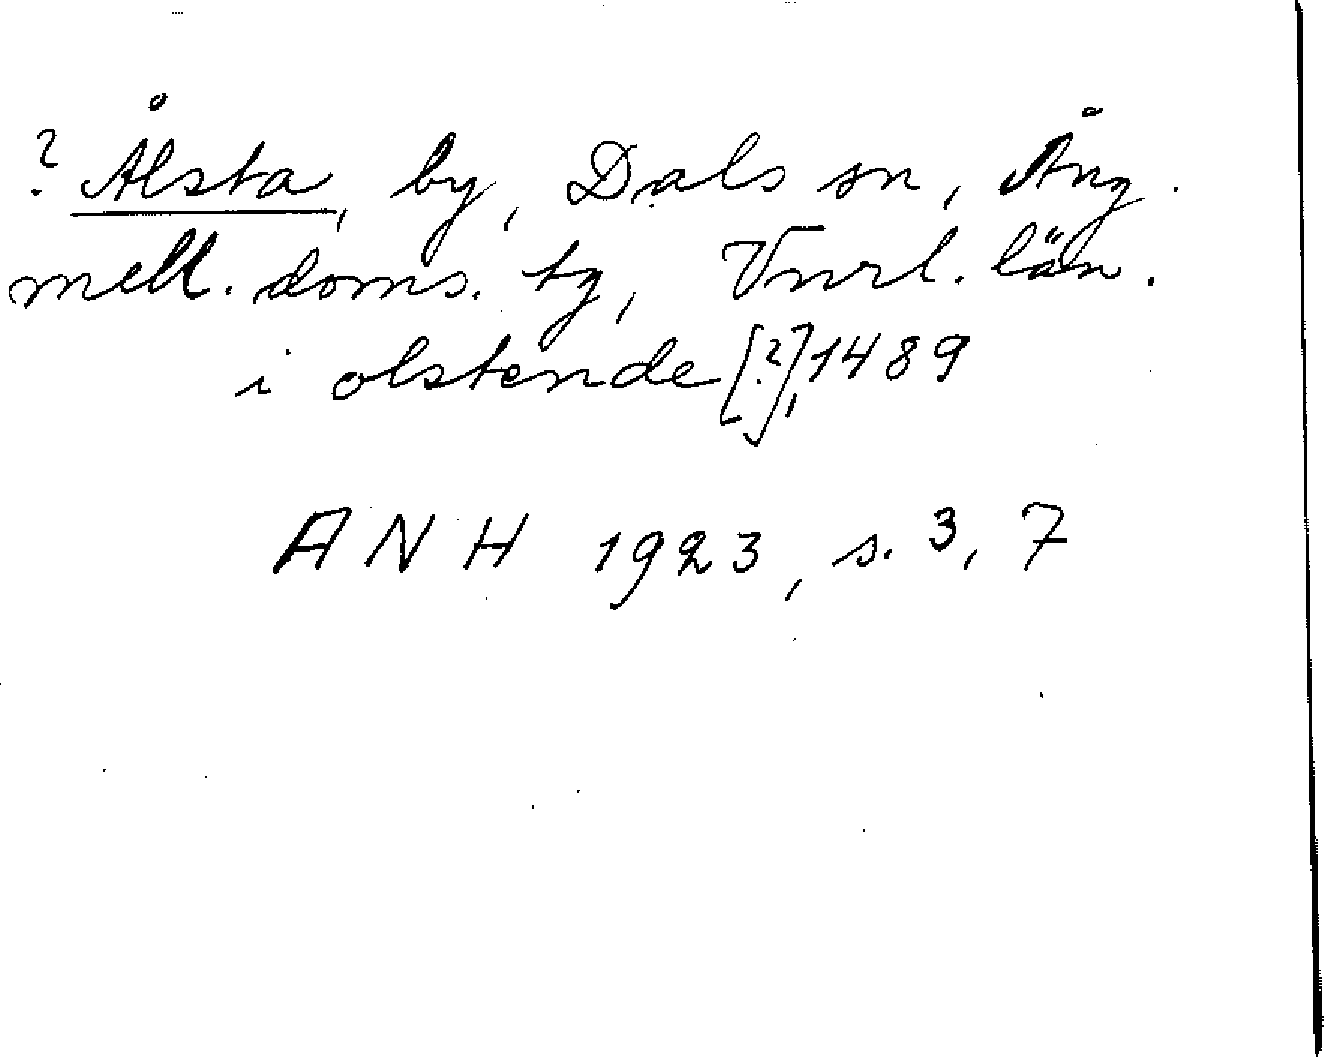 ? Ålsta, by, Dals sn, Ång.
mell. doms. tg, Vnrl. län.
i olstende [?], 1489
ANH 1923, s. 3, 7